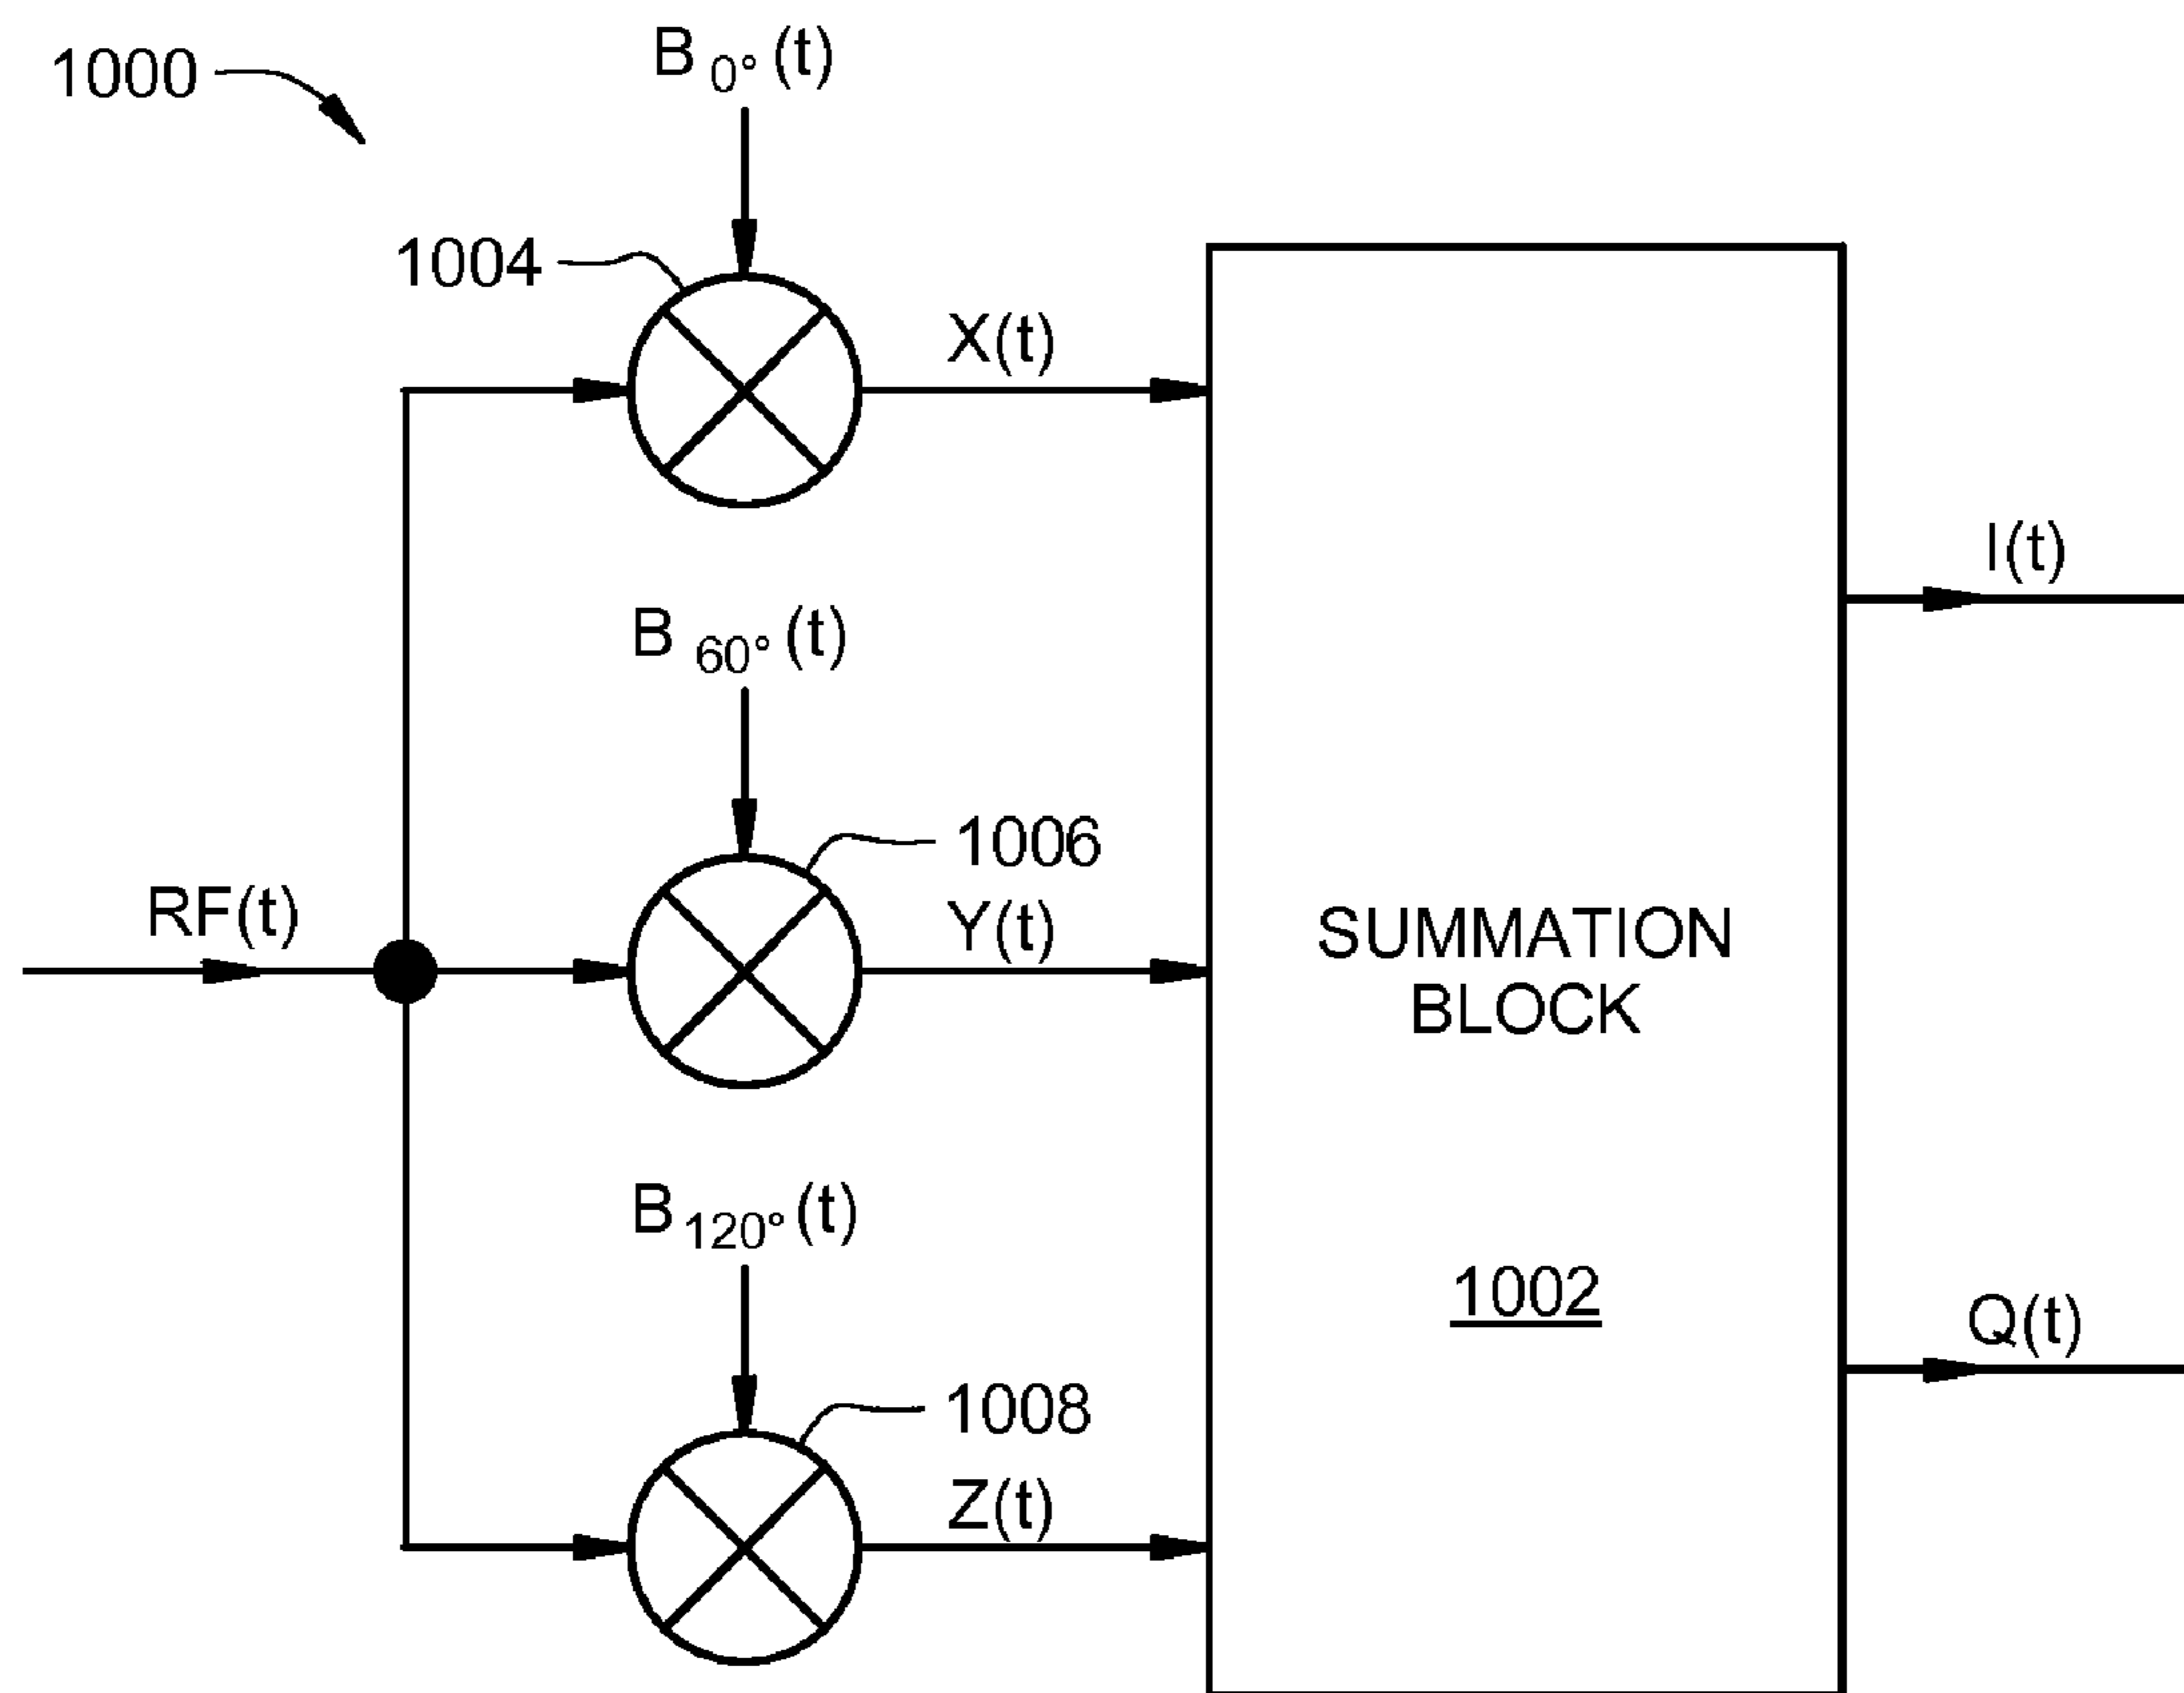 1000
B 0° (t)
1004
X(t)
I(t)
B 60° (t)
1006
RF(t)
Y(t)
SUMMATION
BLOCK
B 120° (t)
1002
Q(t)
1008
Z(t)